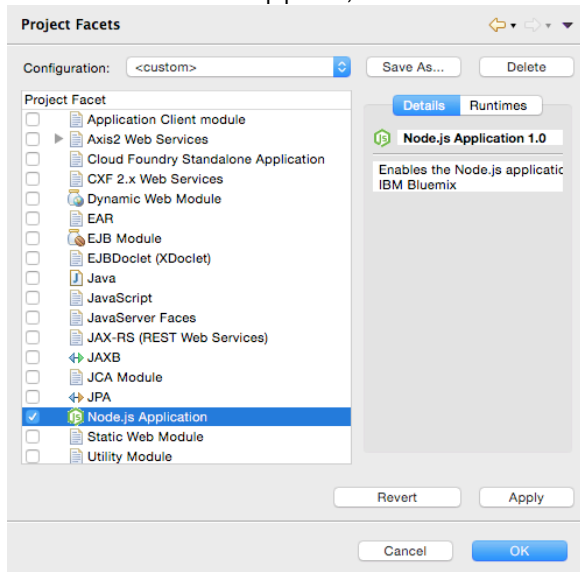 Project Facets
Configuration: <custom> Save As... Delete
Project Facet
Application Client module
Axis2 Web Services
Cloud Foundry Standalone Application
CXF 2.x Web Services
Dynamic Web Module
EAR
EJB Module
EJBDoclet (XDoclet)
Java
JavaScript
JavaServer Faces
JAX-RS (REST Web Services)
JAXB
JCA Module
JPA
Node.js Application
Static Web Module
Utility Module
Details Runtimes
Node.js Application 1.0
Enables the Node.js applicatic
IBM Bluemix
Revert Apply
Cancel OK